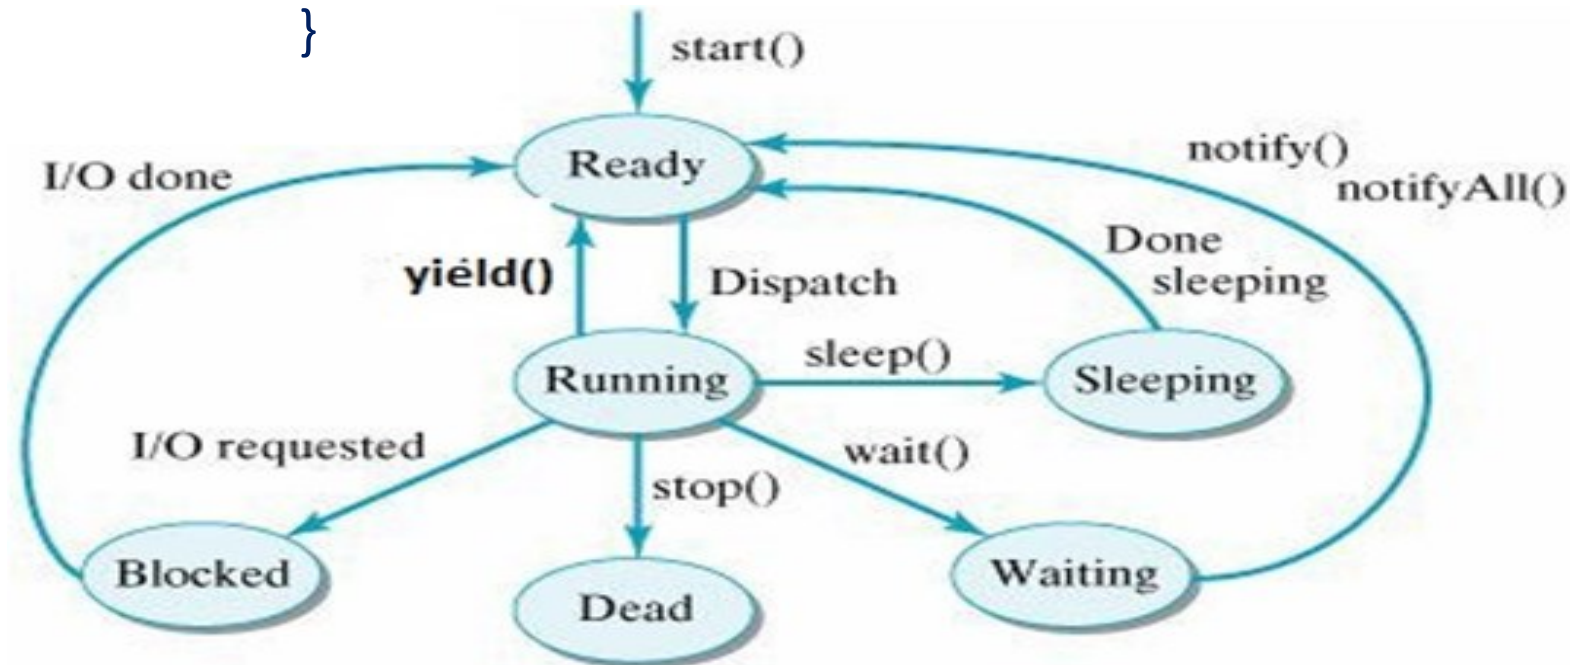 }
start()
Ready
notify()
notifyAll()
I/O done
Done
sleeping
yiéld()
Dispatch
Running
sleep()
Sleeping
I/O requested
wait()
stop()
Blocked
Dead
Waiting